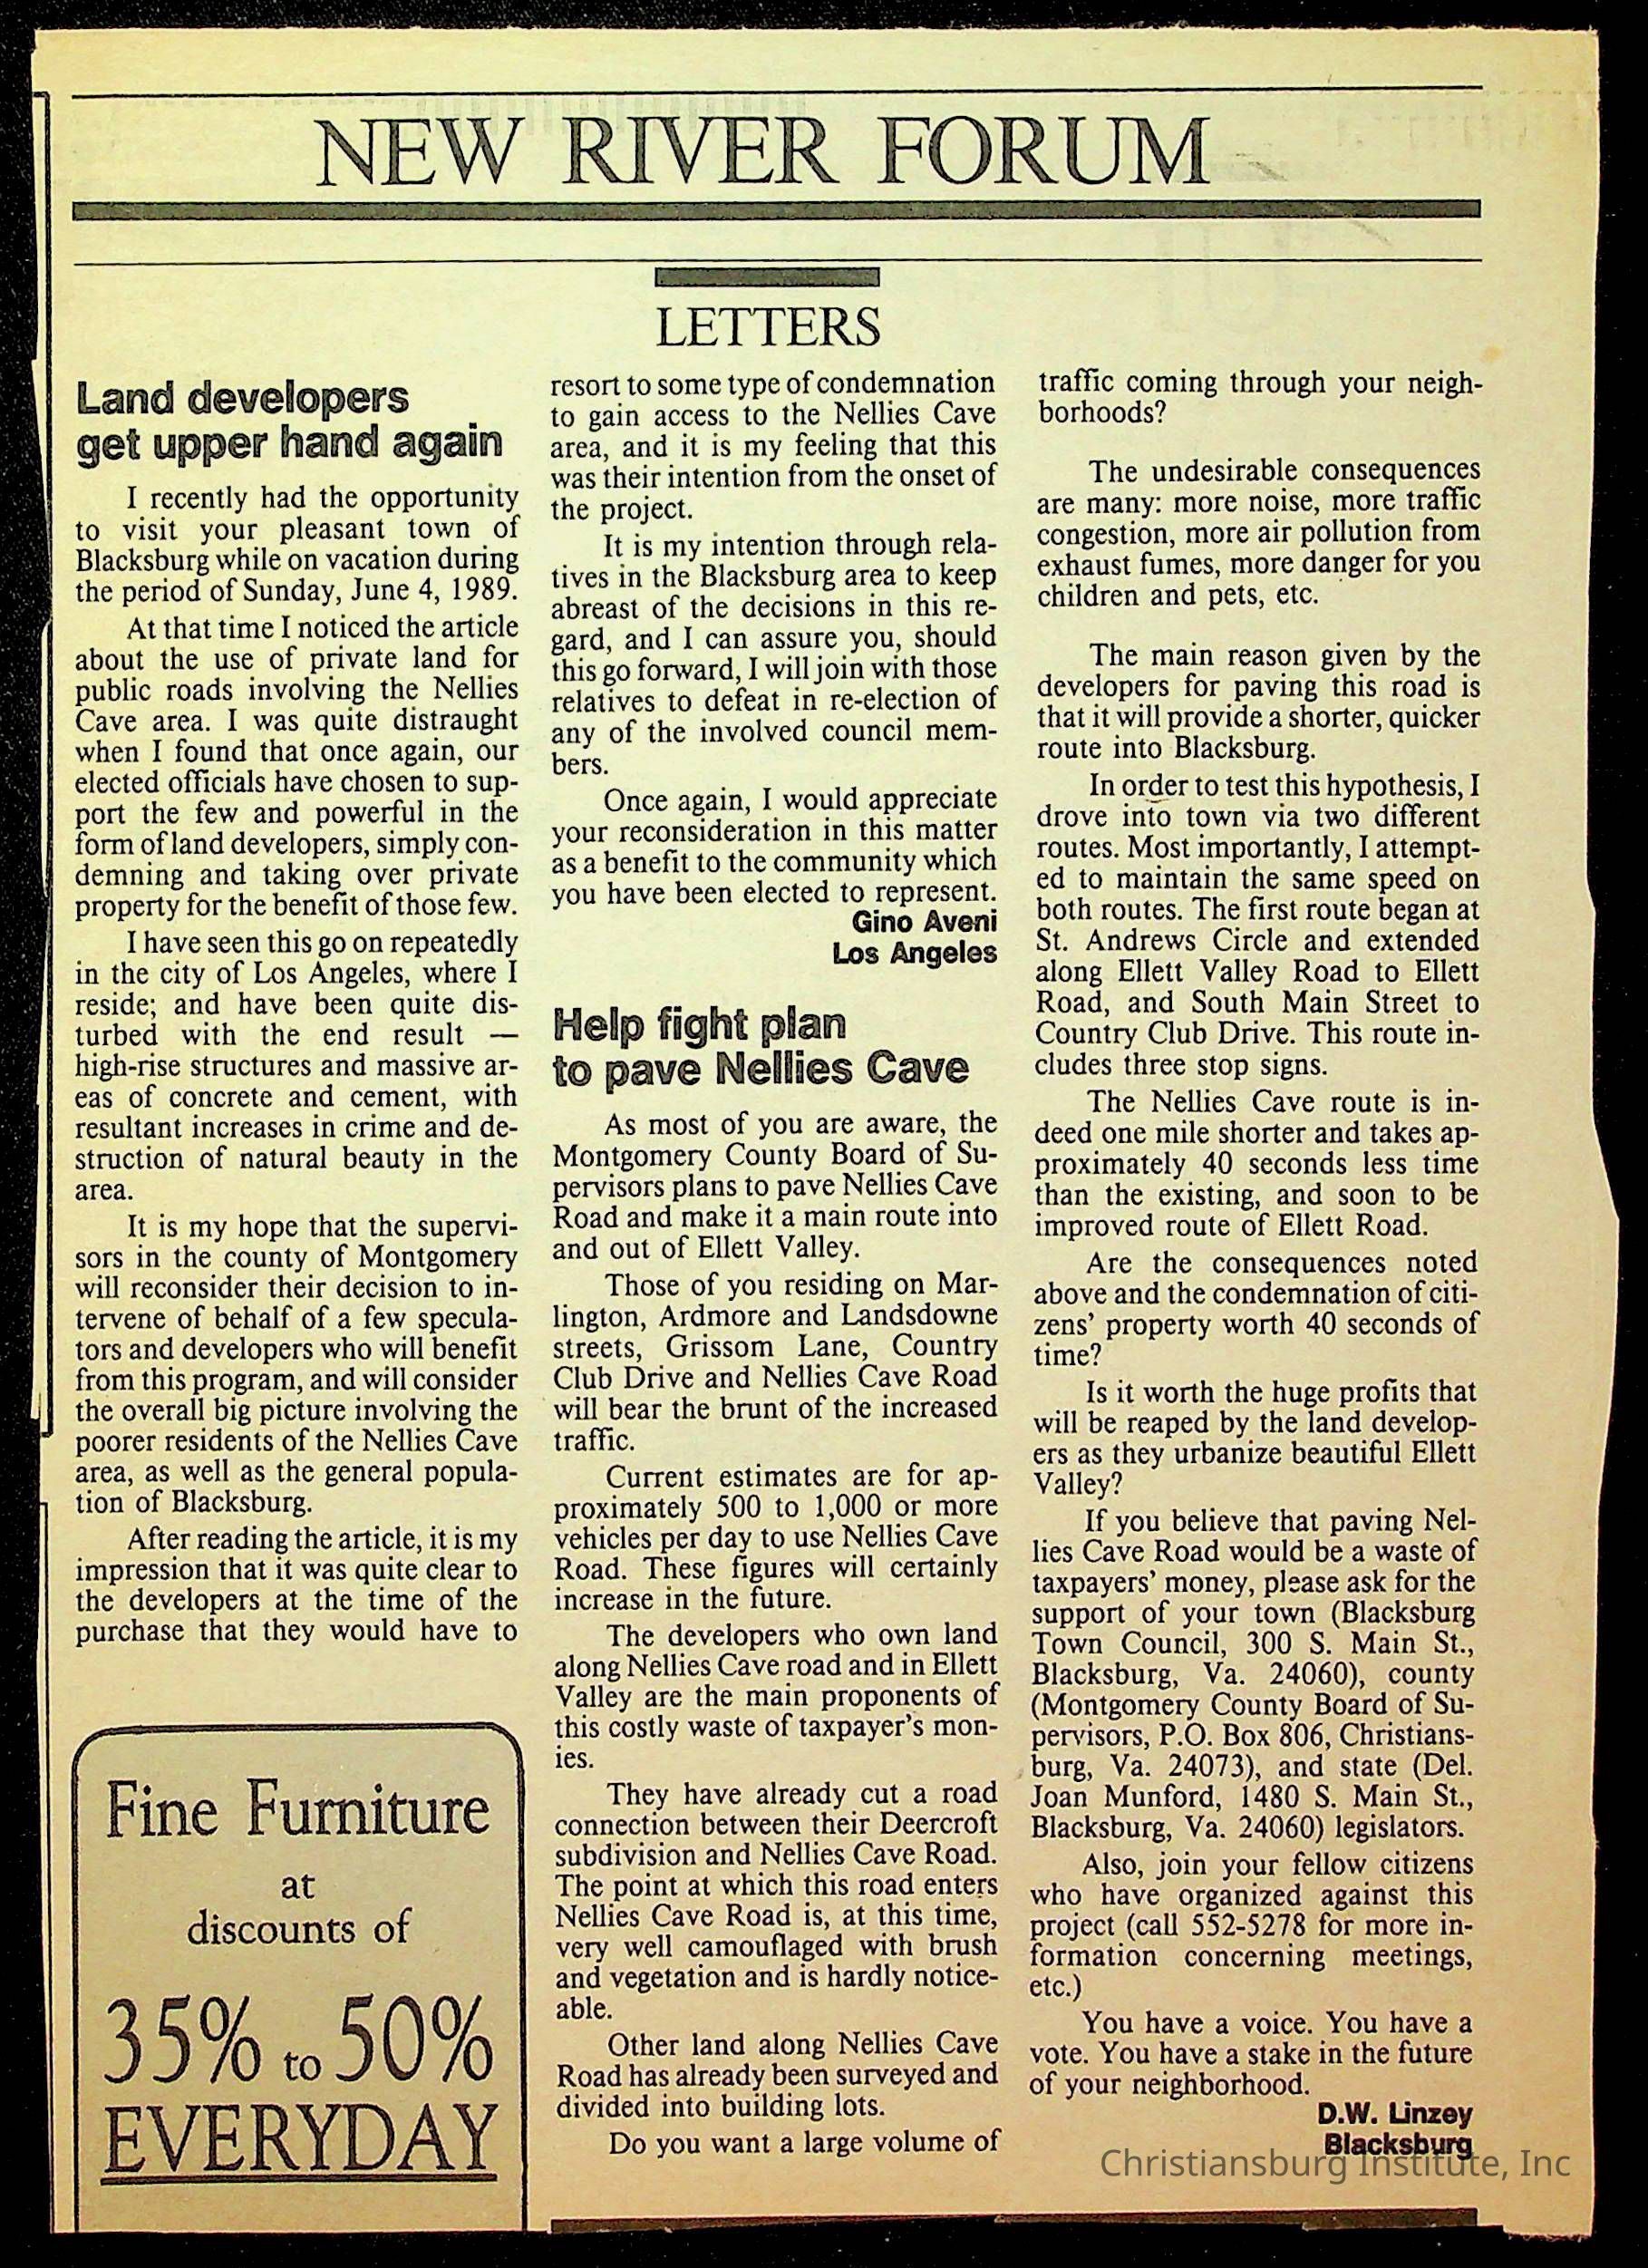 NEW RIVER FORUM
LETTERS
Land developers
get upper hand again
I recently had the opportunity
to visit your pleasant town of
Blacksburg while on vacation during
the period of Sunday, June 4, 1989.
At that time I noticed the article
about the use of private land for
public roads involving the Nellies
Cave area. I was quite distraught
when I found that once again, our
elected officials have chosen to sup-
port the few and powerful in the
form of land developers, simply con-
demning and taking over private
property for the benefit of those few.
I have seen this go on repeatedly
in the city of Los Angeles, where I
reside; and have been quite dis-
turbed with the end result —
high-rise structures and massive ar-
eas of concrete and cement, with
resultant increases in crime and de-
struction of natural beauty in the
area.
It is my hope that the supervi-
sors in the county of Montgomery
will reconsider their decision to in-
tervene of behalf of a few specula-
tors and developers who will benefit
from this program, and will consider
the overall big picture involving the
poorer residents of the Nellies Cave
area, as well as the general popula-
tion of Blacksburg.
After reading the article, it is my
impression that it was quite clear to
the developers at the time of the
purchase that they would have to
resort to some type of condemnation
to gain access to the Nellies Cave
area, and it is my feeling that this
was their intention from the onset of
the project.
It is my intention through rela-
tives in the Blacksburg area to keep
abreast of the decisions in this re-
gard, and I can assure you, should
this go forward, I will join with those
relatives to defeat in re-election of
any of the involved council mem-
bers.
Once again, I would appreciate
your reconsideration in this matter
as a benefit to the community which
you have been elected to represent.
Gino Aveni
Los Angeles
Help fight plan
to pave Nellies Cave
As most of you are aware, the
Montgomery County Board of Su-
pervisors plans to pave Nellies Cave
Road and make it a main route into
and out of Ellett Valley.
Those of you residing on Mar-
lington, Ardmore and Landsdowne
streets, Grissom Lane, Country
Club Drive and Nellies Cave Road
will bear the brunt of the increased
traffic.
Current estimates are for ap-
proximately 500 to 1,000 or more
vehicles per day to use Nellies Cave
Road. These figures will certainly
increase in the future.
The developers who own land
along Nellies Cave road and in Ellett
Valley are the main proponents of
this costly waste of taxpayer's mon-
ies.
They have already cut a road
connection between their Deercroft
subdivision and Nellies Cave Road.
The point at which this road enters
Nellies Cave Road is, at this time,
very well camouflaged with brush
and vegetation and is hardly notice-
able.
Other land along Nellies Cave
Road has already been surveyed and
divided into building lots.
Do you want a large volume of
traffic coming through your neigh-
borhoods?
The undesirable consequences
are many: more noise, more traffic
congestion, more air pollution from
exhaust fumes, more danger for you
children and pets, etc.
The main reason given by the
developers for paving this road is
that it will provide a shorter, quicker
route into Blacksburg.
In order to test this hypothesis, I
drove into town via two different
routes. Most importantly, I attempt-
ed to maintain the same speed on
both routes. The first route began at
St. Andrews Circle and extended
along Ellett Valley Road to Ellett
Road, and South Main Street to
Country Club Drive. This route in-
cludes three stop signs.
The Nellies Cave route is in-
deed one mile shorter and takes ap-
proximately 40 seconds less time
than the existing, and soon to be
improved route of Ellett Road.
Are the consequences noted
above and the condemnation of citi-
zens' property worth 40 seconds of
time?
Is it worth the huge profits that
will be reaped by the land develop-
ers as they urbanize beautiful Ellett
Valley?
If you believe that paving Nel-
lies Cave Road would be a waste of
taxpayers' money, please ask for the
support of your town (Blacksburg
Town Council, 300 S. Main St.,
Blacksburg, Va. 24060), county
(Montgomery County Board of Su-
pervisors, P.O. Box 806, Christians-
burg, Va. 24073), and state (Del.
Joan Munford, 1480 S. Main St.,
Blacksburg, Va. 24060) legislators.
Also, join your fellow citizens
who have organized against this
project (call 552-5278 for more in-
formation concerning meetings,
etc.)
You have a voice. You have a
vote. You have a stake in the future
of your neighborhood.
D.W. Linzey
Blacksburg
Fine Furniture
at
discounts of
35% to 50%
EVERYDAY
Christiansburg Institute, Inc